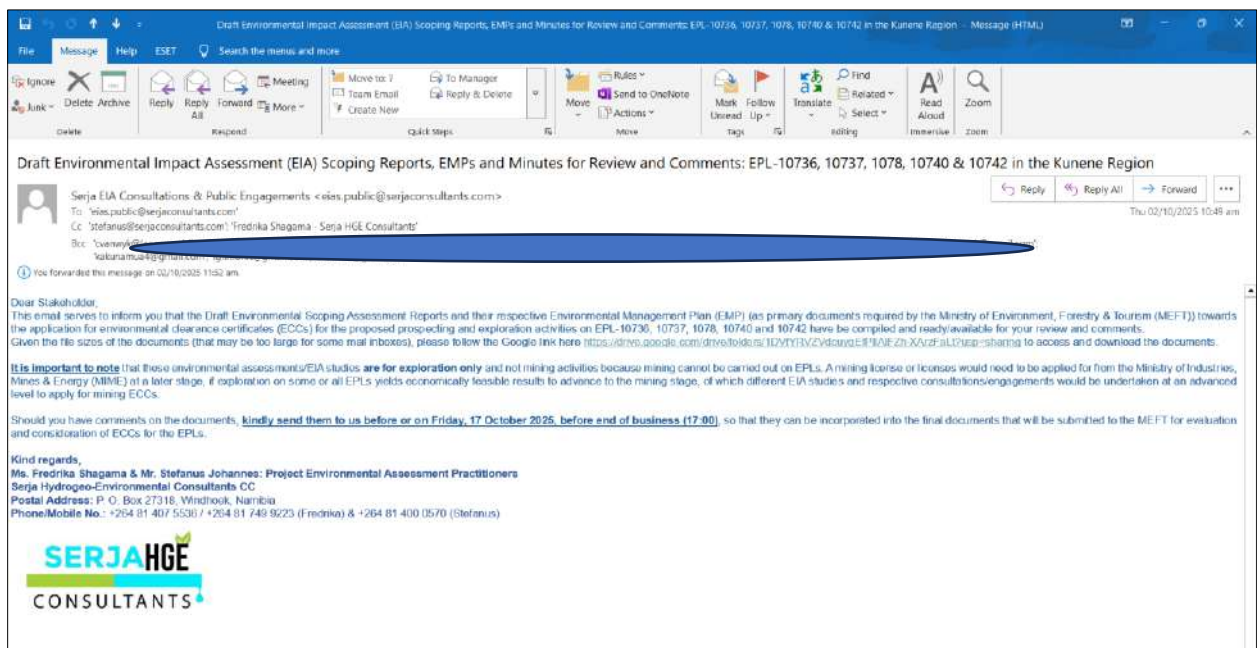 Draft Environmental Impact Assessment (EIA) Scoping Reports, EMPs and Minutes for Review and Comments: EPL-10736, 10737, 1078, 10740 & 10742 in the Kunene Region - Message (HTML)
File Message Help ESET Search the menus and more
Ignore Junk Delete Archive Reply Reply All Forward Meeting More Move to: ? Team Email Create New To Manager Reply & Delete Move Rules Send to OneNote Actions Mark Unread Follow Up Translate Find Related Select Read Aloud Zoom
Delete Respond Quick Steps Move Tags Editing Immersive Zoom
Draft Environmental Impact Assessment (EIA) Scoping Reports, EMPs and Minutes for Review and Comments: EPL-10736, 10737, 1078, 10740 & 10742 in the Kunene Region
Serja EIA Consultations & Public Engagements <eias.public@serjaconsultants.com>
Reply Reply All Forward
To 'eias.public@serjaconsultants.com'
Thu 02/10/2025 10:49 am
Cc 'stefanus@serjaconsultants.com'; 'Fredrika Shagama - Serja HGE Consultants'
Bcc
You forwarded this message on 02/10/2025 11:52 am.
Dear Stakeholder,
This email serves to inform you that the Draft Environmental Scoping Assessment Reports and their respective Environmental Management Plan (EMP) (as primary documents required by the Ministry of Environment, Forestry & Tourism (MEFT)) towards
the application for environmental clearance certificates (ECCs) for the proposed prospecting and exploration activities on EPL-10736, 10737, 1078, 10740 and 10742 have be compiled and ready/available for your review and comments.
Given the file sizes of the documents (that may be too large for some mail inboxes), please follow the Google link here to access and download the documents.
It is important to note that these environmental assessments/EIA studies are for exploration only and not mining activities because mining cannot be carried out on EPLs. A mining license or licenses would need to be applied for from the Ministry of Industries,
Mines & Energy (MIME) at a later stage, if exploration on some or all EPLs yields economically feasible results to advance to the mining stage, of which different EIA studies and respective consultations/engagements would be undertaken at an advanced
level to apply for mining ECCs.
Should you have comments on the documents, kindly send them to us before or on Friday, 17 October 2025, before end of business (17:00), so that they can be incorporated into the final documents that will be submitted to the MEFT for evaluation
and consideration of ECCs for the EPLs.
Kind regards,
Ms. Fredrika Shagama & Mr. Stefanus Johannes: Project Environmental Assessment Practitioners
Serja Hydrogeo-Environmental Consultants CC
Postal Address: P. O. Box 27318, Windhoek, Namibia
Phone/Mobile No.: +264 81 407 5536 / +264 81 749 9223 (Fredrika) & +264 81 400 0570 (Stefanus)
SERJAHGE
CONSULTANTS